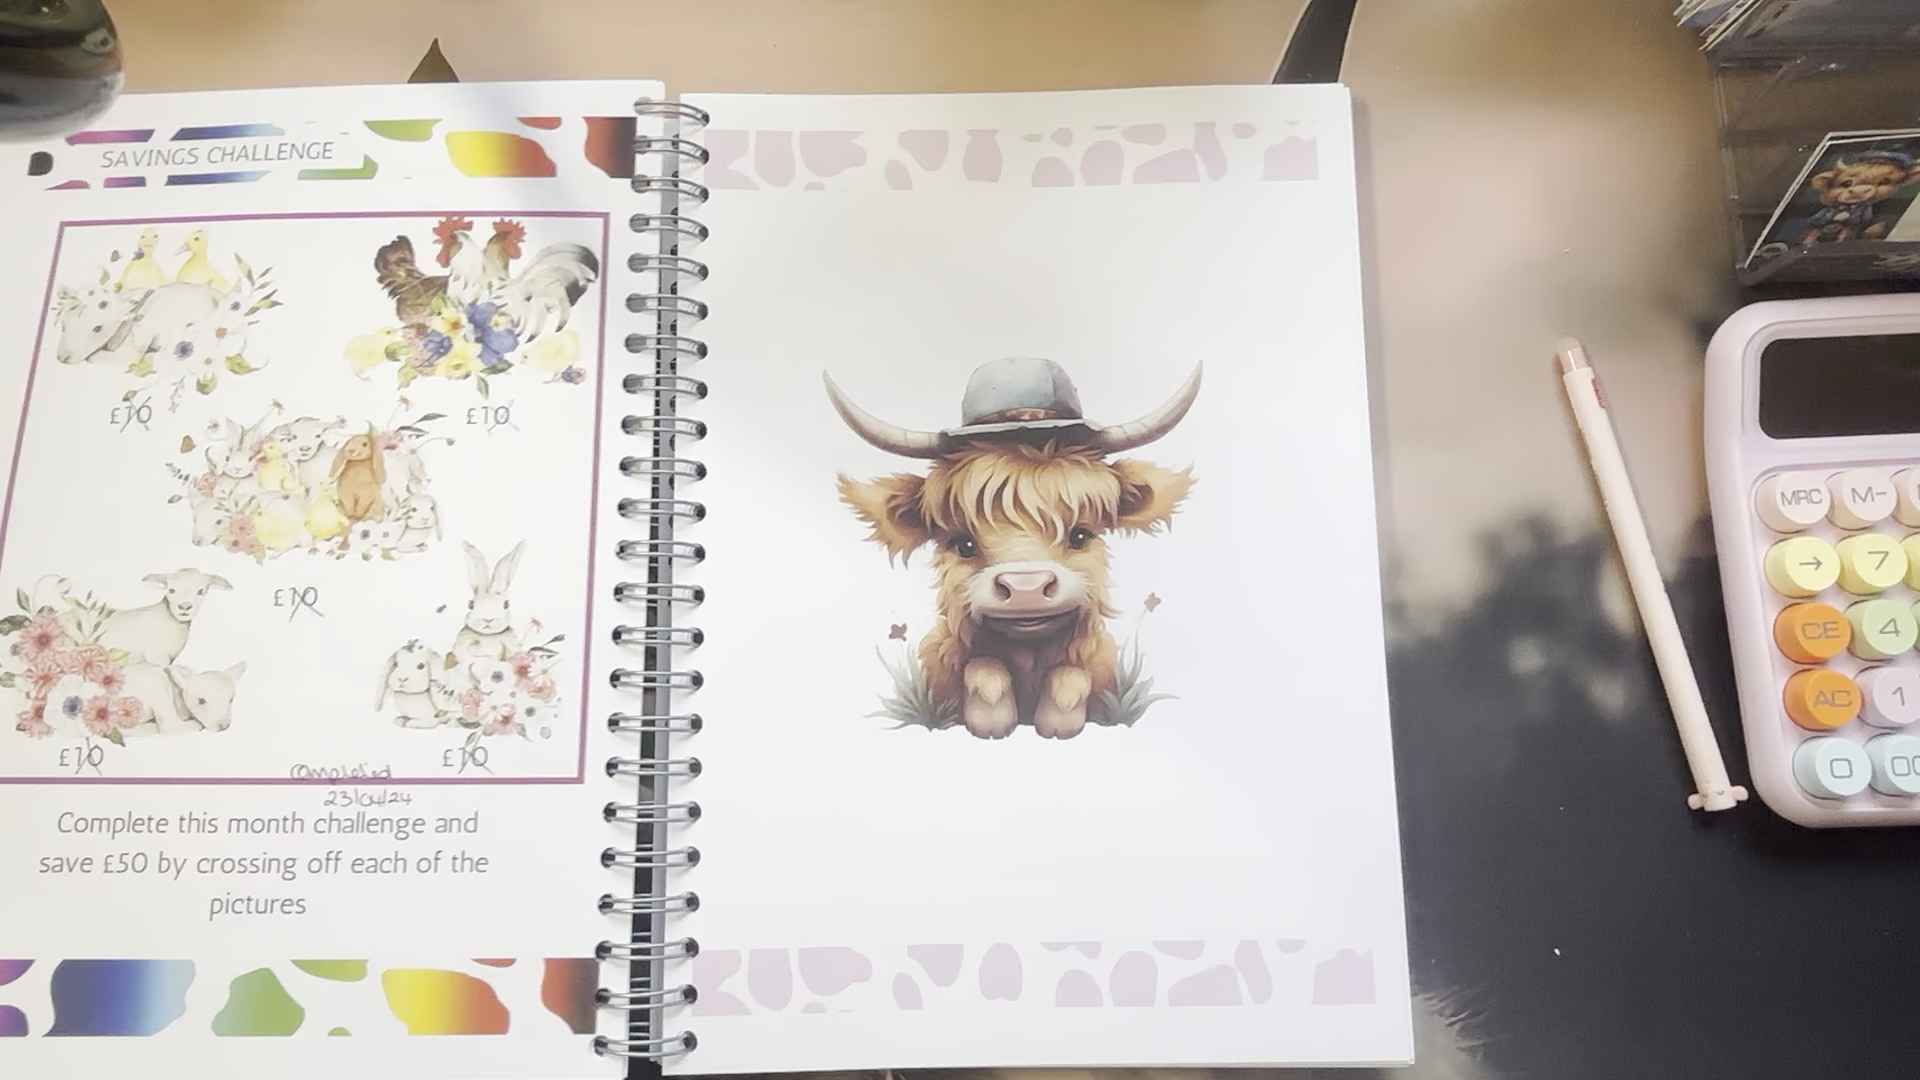 SAVINGS CHALLENGE
£10
£10
£10
£10
£10
Completed
23/04/24
Complete this month challenge and
save £50 by crossing off each of the
pictures
MRC M-
→ 7
CE 4
AC 1
0 00